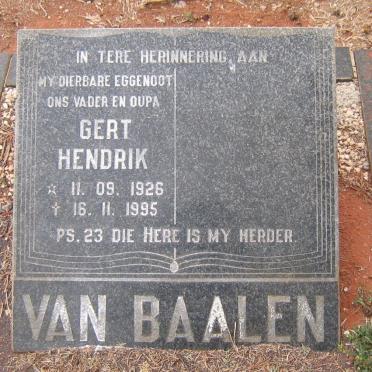 IN TERE HERINNERING AAN
MY DIERBARE EGGENOOT
ONS VADER EN OUPA
GERT
HENDRIK
☆ 11. 09. 1926
✝ 16. 11. 1995
PS. 23 DIE HERE IS MY HERDER
VAN BAALEN